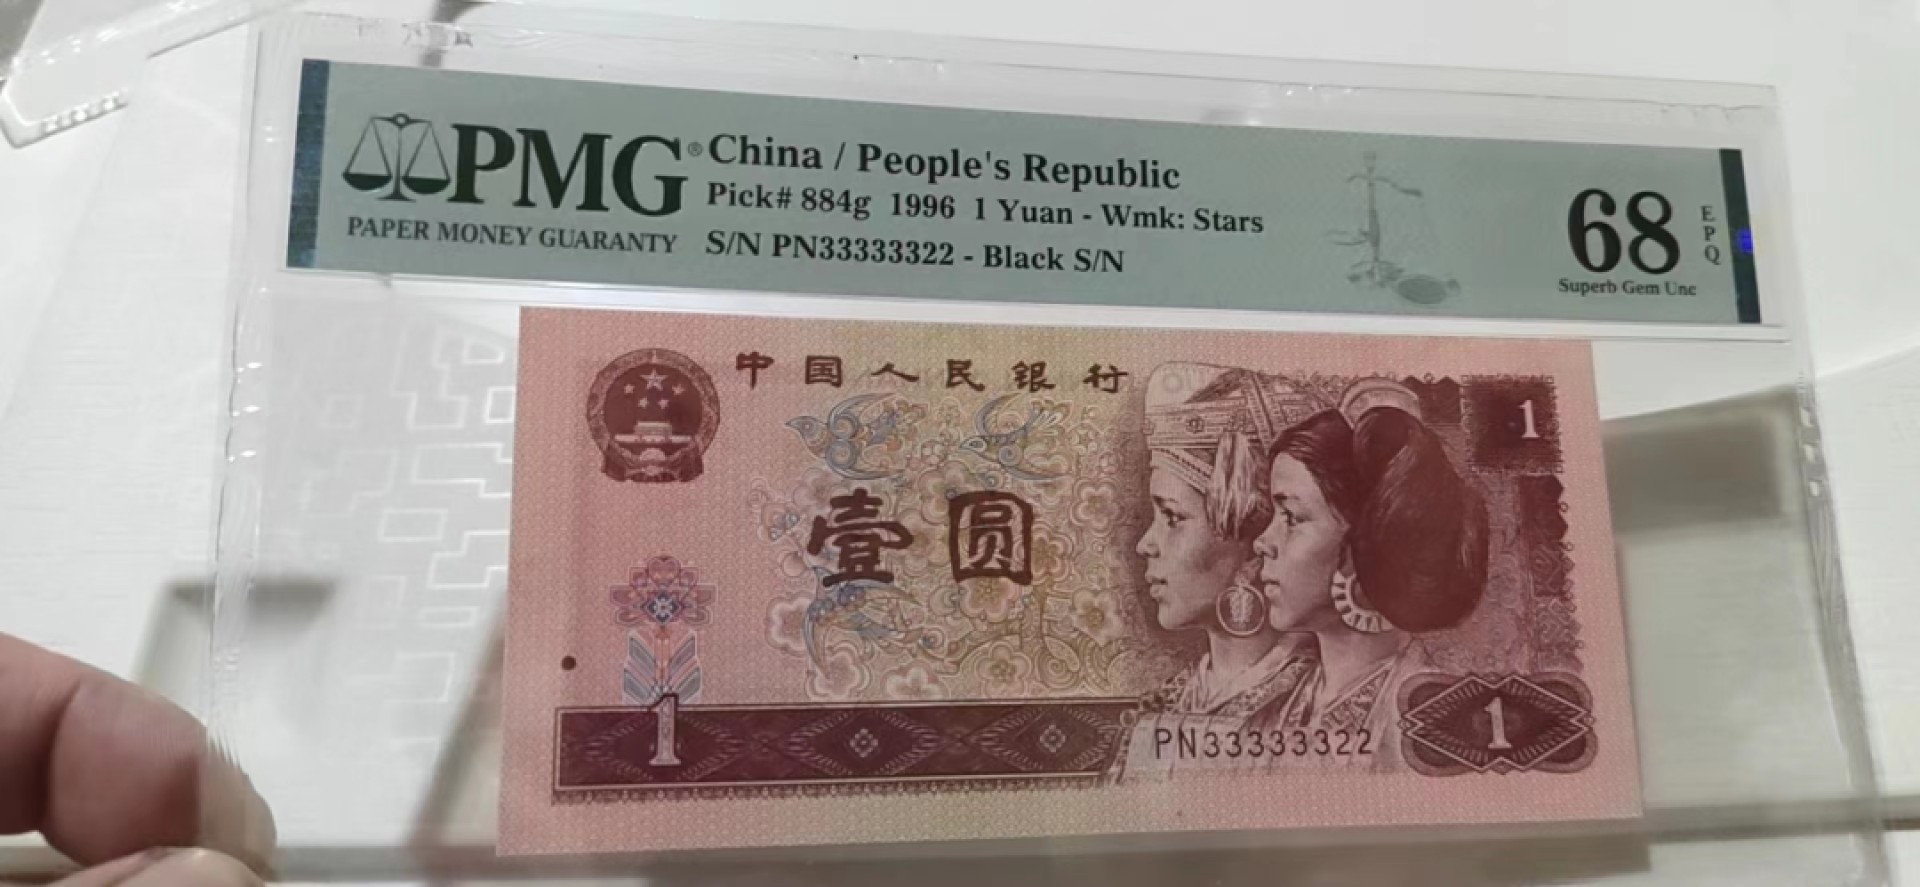 PMG® China / People's Republic
Pick# 884g 1996 1 Yuan - Wmk: Stars
PAPER MONEY GUARANTY S/N PN33333322 - Black S/N
68
EPQ
Superb Gem Unc
中国人民银行
1
壹圆
1
PN33333322
1